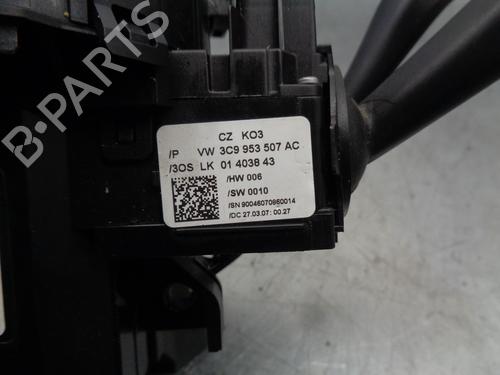 CZ KO3
/P VW 3C9 953 507 AC
/3OS LK 01 4038 43
/HW 006
/SW 0010
/SN 90046070860014
/DC 27.03.07: 00.27
B-PARTS